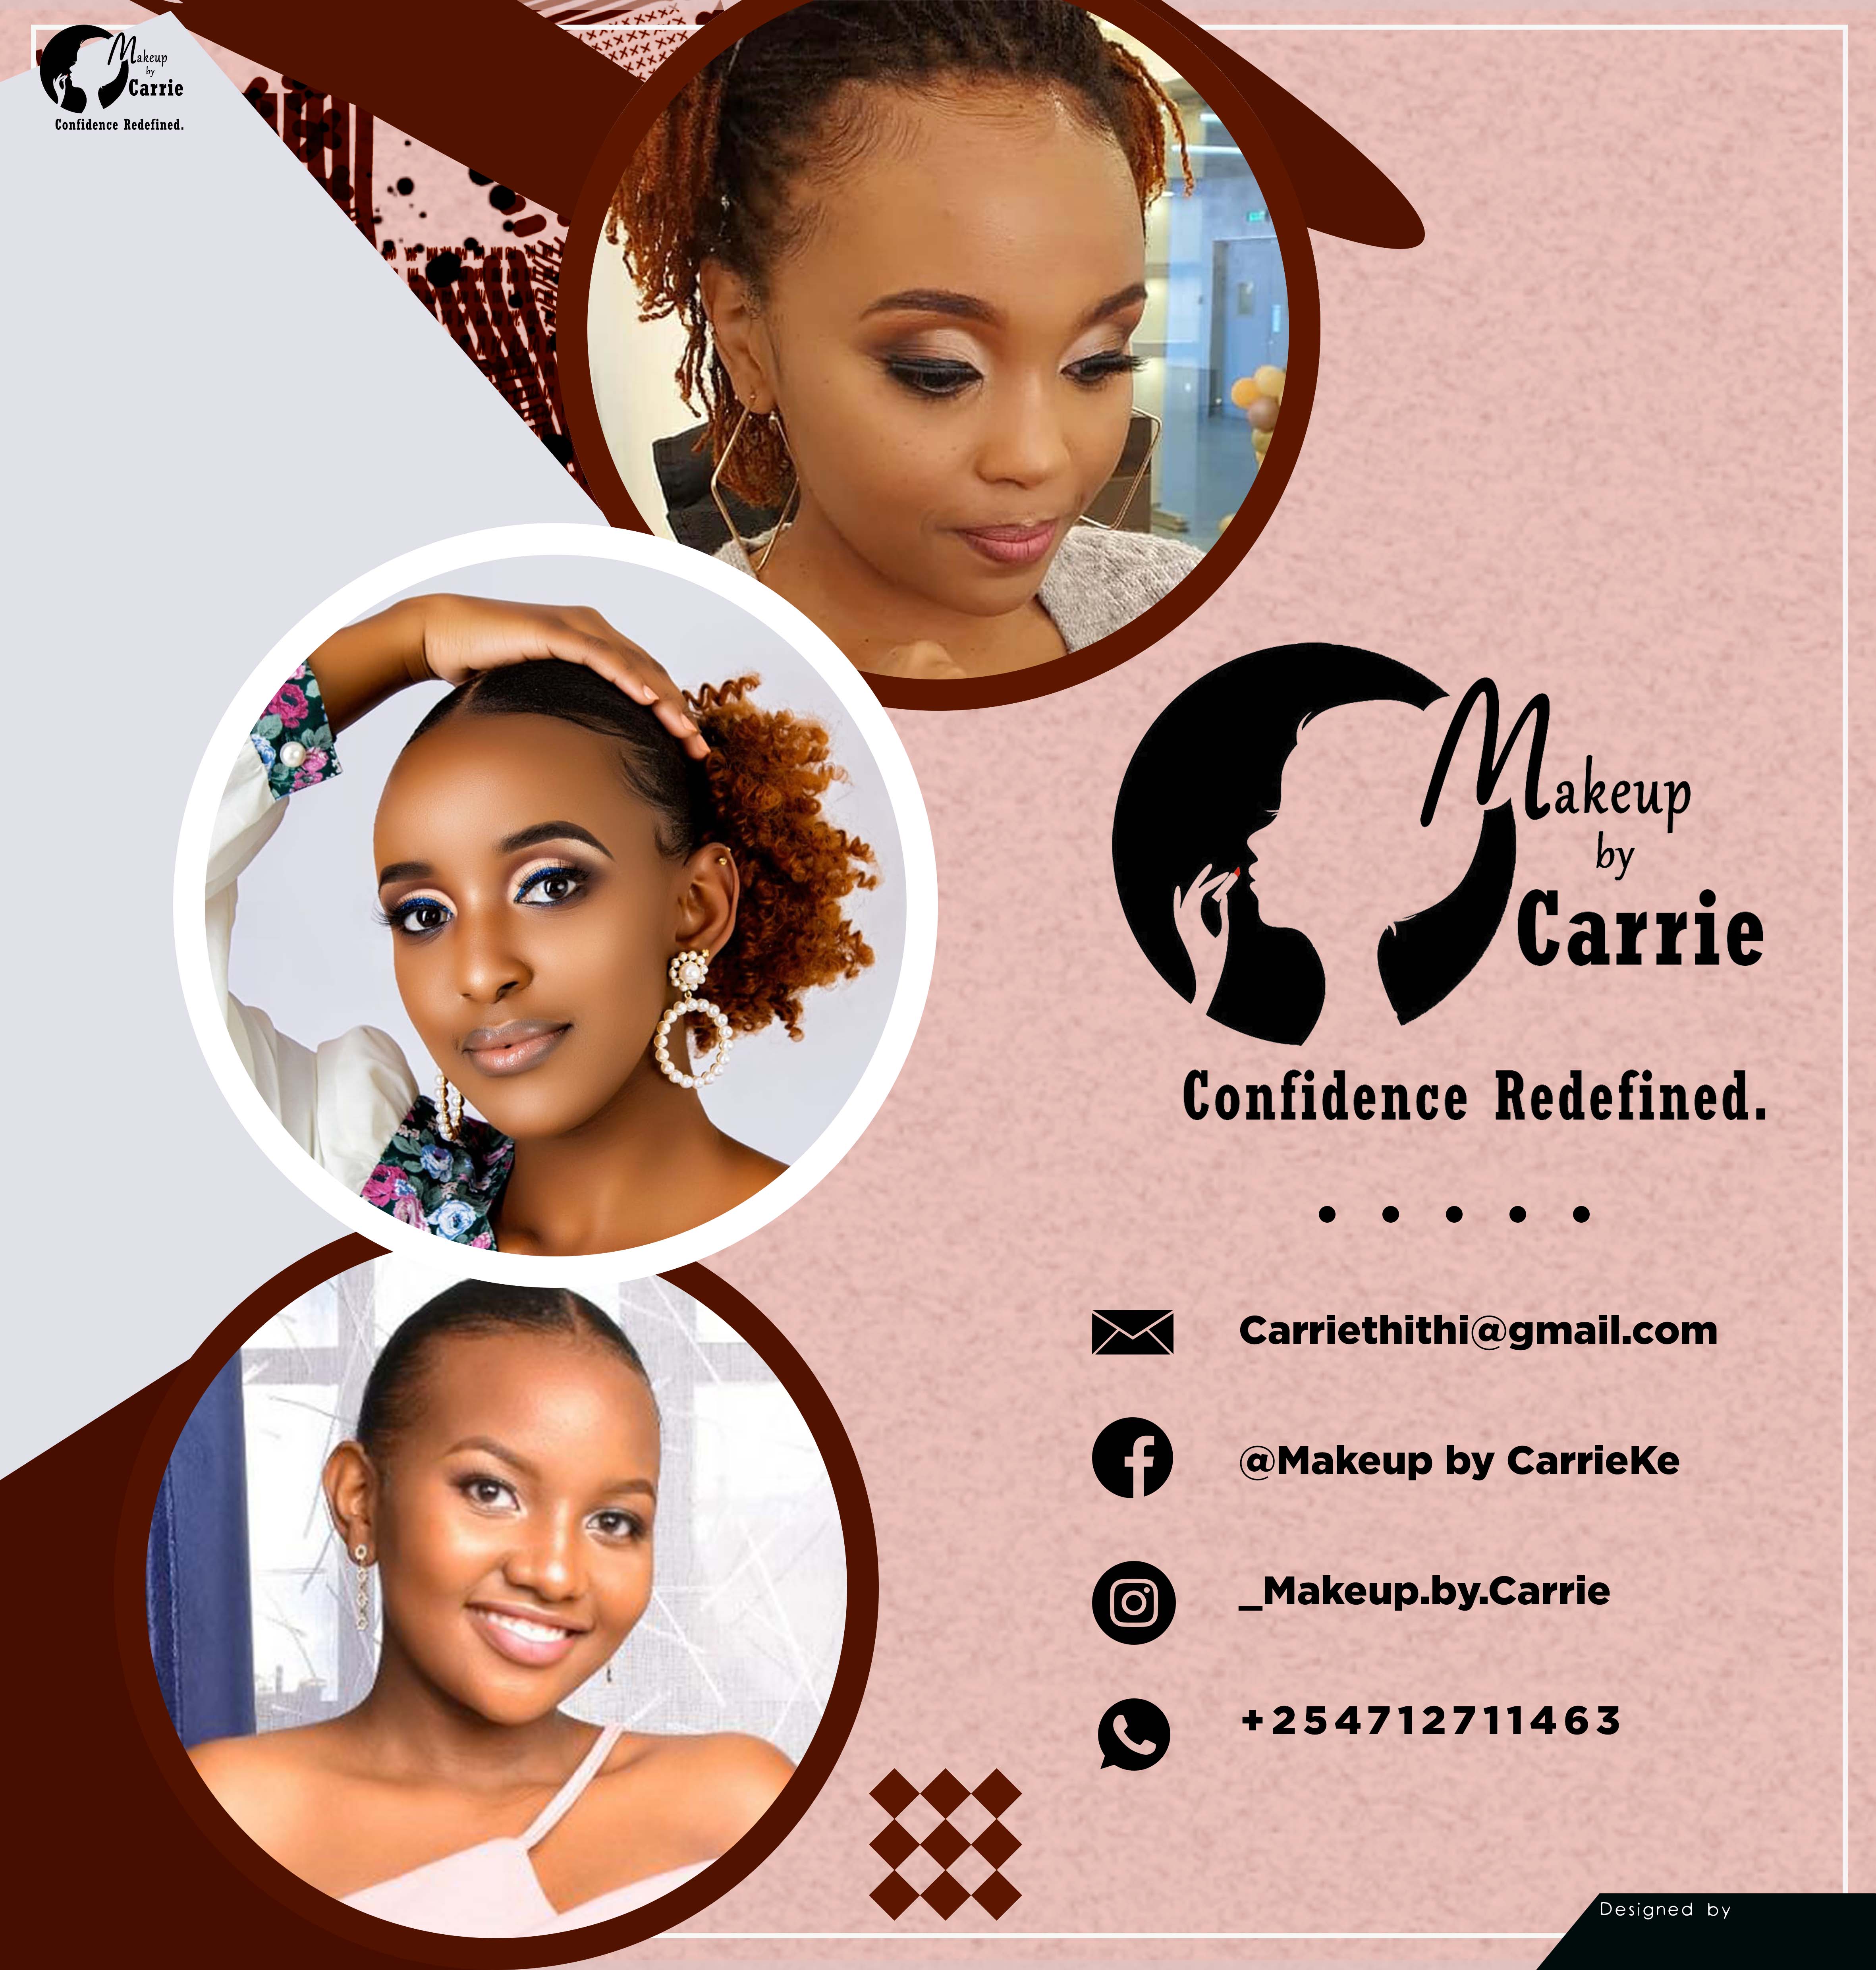 Makeup
by
Carrie
Confidence Redefined.
Makeup
by
Carrie
Confidence Redefined.
Carriethithi@gmail.com
@Makeup by CarrieKe
_Makeup.by.Carrie
+254712711463
Designed by